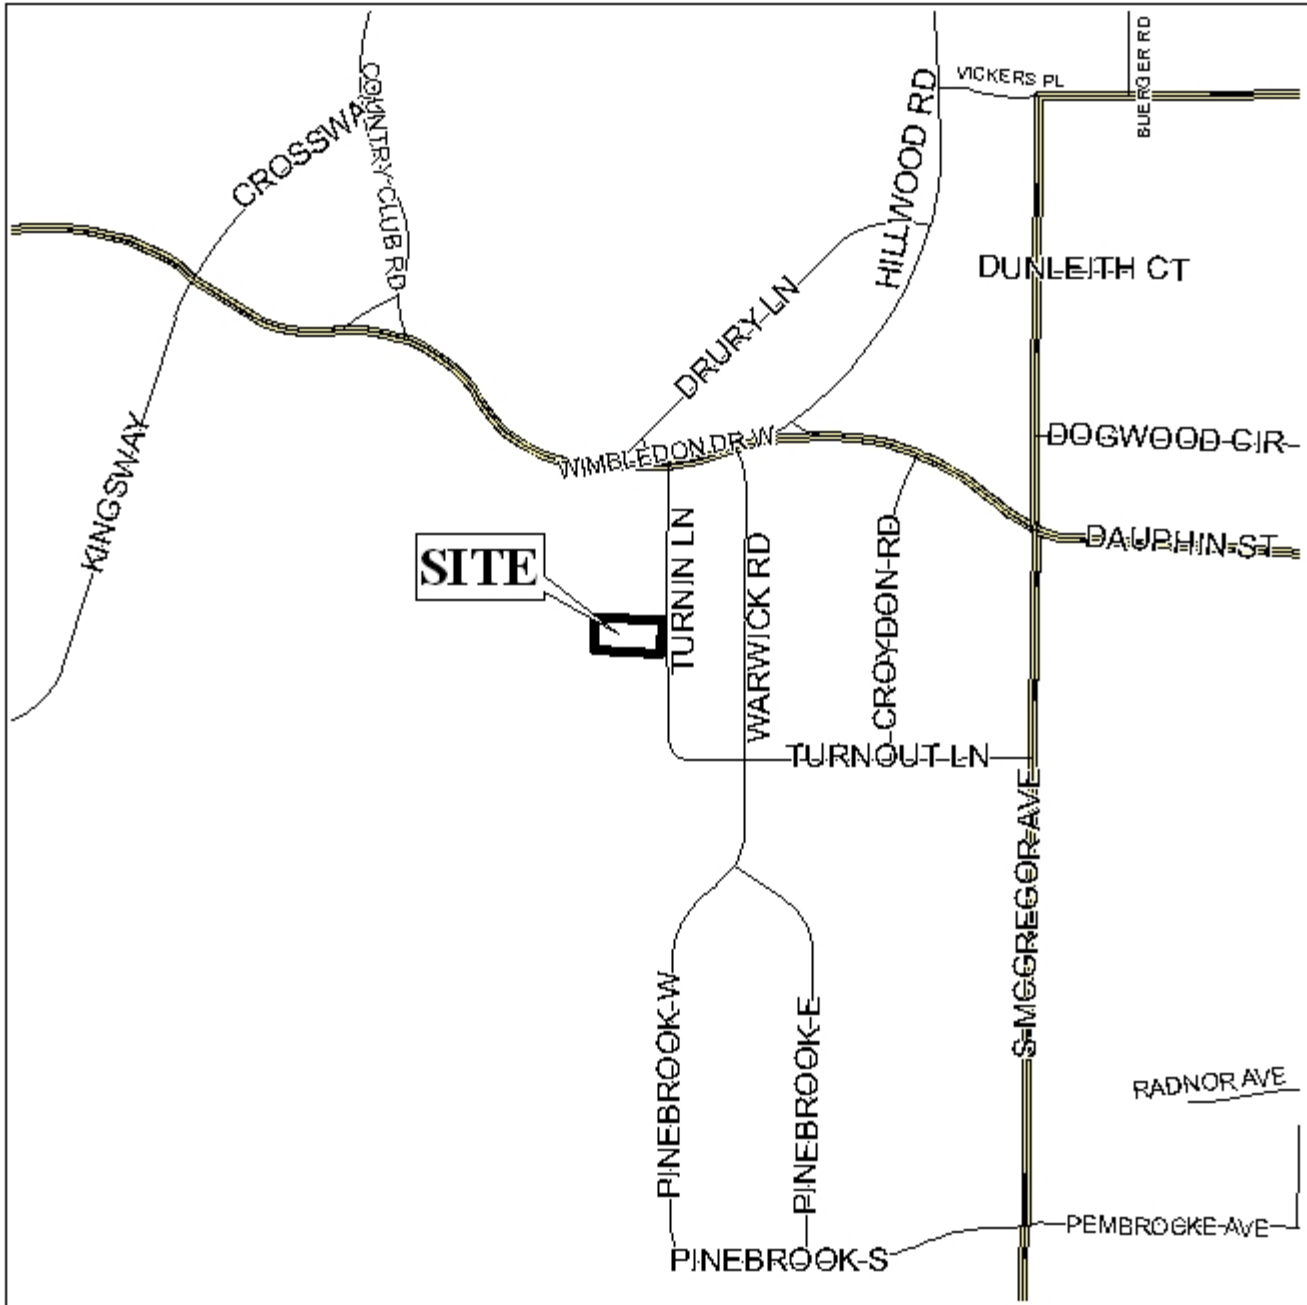 VICKERS PL
BUERGER RD
COUNTRY CLUB RD
CROSSWA
HILLWOOD RD
DUNLEITH CT
DRURY LN
KINGSWAY
WIMBLEDON DR W
DOGWOOD CIR
DAUPHIN ST
SITE
TURNIN LN
WARWICK RD
CROYDON RD
TURNOUT LN
S MCGREGOR AVE
PINEBROOK W
PINEBROOK E
RADNOR AVE
PEMBROCKE AVE
PINEBROOK S